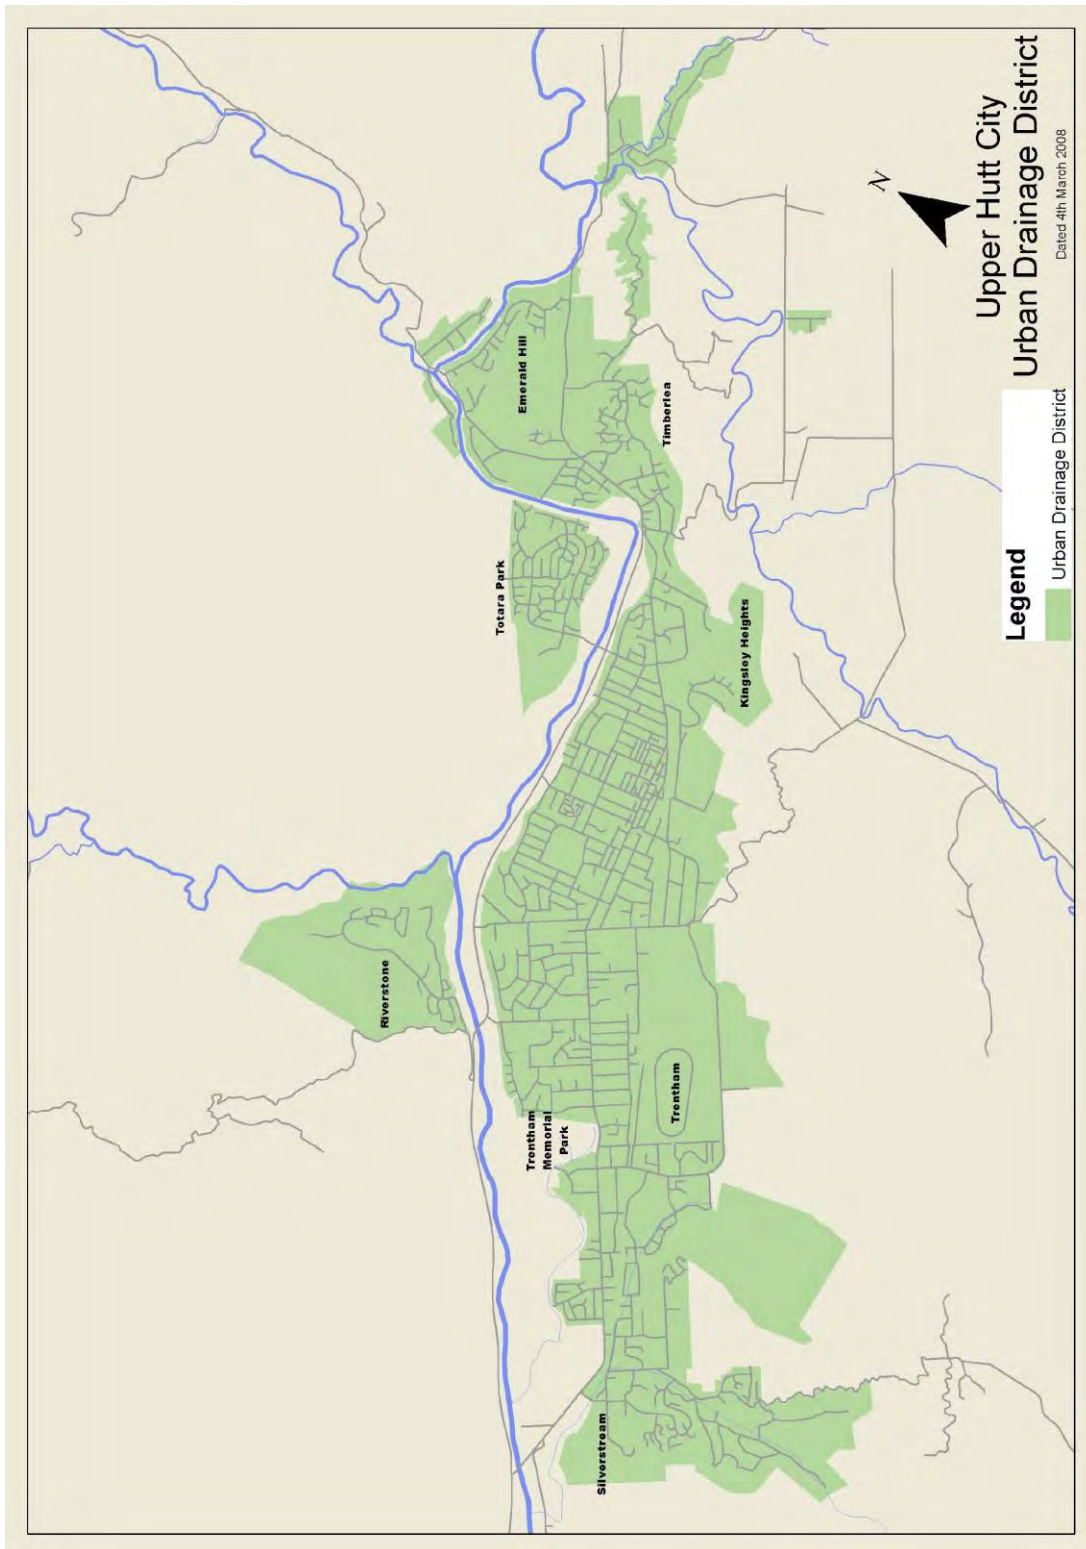 Upper Hutt City
Urban Drainage District
Dated 4th March 2008
N
Legend
Urban Drainage District
Emerald Hill
Timberlea
Totara Park
Kingsley Heights
Riverstone
Trentham
Memorial
Park
Trentham
Silverstream